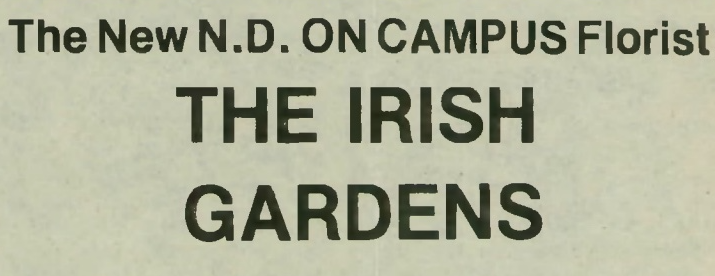 The New N.D. ON CAMPUS Florist
THE IRISH
GARDENS